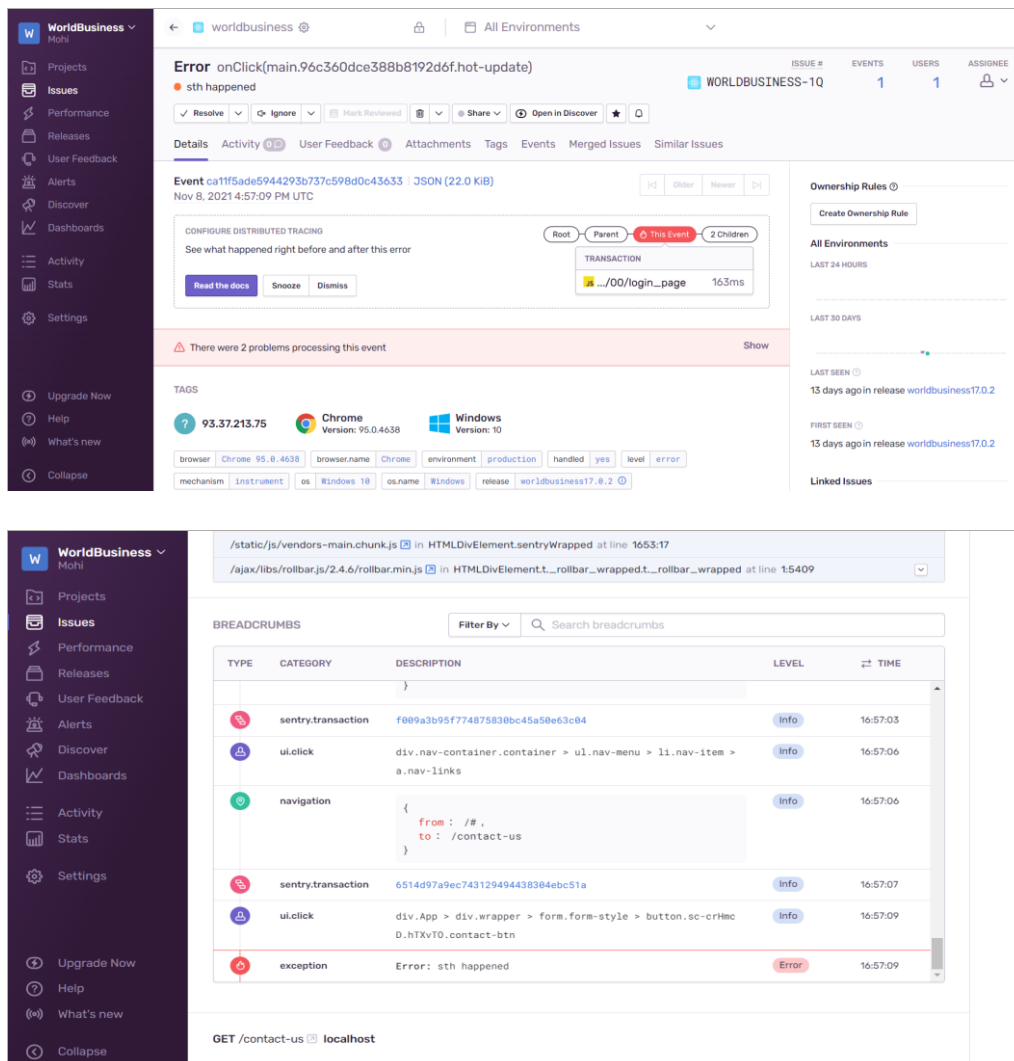 W WorldBusiness
Mohi
Projects
Issues
Performance
Releases
User Feedback
Alerts
Discover
Dashboards
Activity
Stats
Settings
Upgrade Now
? Help
What's new
Collapse
worldbusiness All Environments
Error onClick(main.96c360dce388b8192d6f.hot-update)
sth happened
ISSUE # EVENTS USERS ASSIGNEE
WORLDBUSINESS-1Q 1 1
Resolve Ignore Mark Reviewed Share Open in Discover
Details Activity 0 User Feedback 0 Attachments Tags Events Merged Issues Similar Issues
Event ca11f5ade5944293b737c598d0c43633 | JSON (22.0 KiB)
Nov 8, 2021 4:57:09 PM UTC
Older Newer
CONFIGURE DISTRIBUTED TRACING
See what happened right before and after this error
Read the docs Snooze Dismiss
Root Parent This Event 2 Children
TRANSACTION
JS .../00/login_page 163ms
There were 2 problems processing this event Show
TAGS
? 93.37.213.75
Chrome
Version: 95.0.4638
Windows
Version: 10
browser Chrome 95.0.4638 browser.name Chrome environment production handled yes level error
mechanism instrument os Windows 10 os.name Windows release worldbusiness17.0.2
Ownership Rules ?
Create Ownership Rule
All Environments
LAST 24 HOURS
LAST 30 DAYS
LAST SEEN ?
13 days ago in release worldbusiness17.0.2
FIRST SEEN ?
13 days ago in release worldbusiness17.0.2
Linked Issues
W WorldBusiness
Mohi
Projects
Issues
Performance
Releases
User Feedback
Alerts
Discover
Dashboards
Activity
Stats
Settings
Upgrade Now
? Help
What's new
Collapse
/static/js/vendors-main.chunk.js in HTMLDivElement.sentryWrapped at line 1653:17
/ajax/libs/rollbar.js/2.4.6/rollbar.min.js in HTMLDivElement.t._rollbar_wrapped.t._rollbar_wrapped at line 1:5409
BREADCRUMBS Filter By Search breadcrumbs
TYPE CATEGORY DESCRIPTION LEVEL TIME
}
sentry.transaction f009a3b95f774875830bc45a50e63c04 Info 16:57:03
ui.click div.nav-container.container > ul.nav-menu > li.nav-item > Info 16:57:06
a.nav-links
navigation { Info 16:57:06
from : /# ,
to : /contact-us
}
sentry.transaction 6514d97a9ec743129494438304ebc51a Info 16:57:07
ui.click div.App > div.wrapper > form.form-style > button.sc-crHmc Info 16:57:09
D.hTXvTO.contact-btn
exception Error: sth happened Error 16:57:09
GET /contact-us localhost